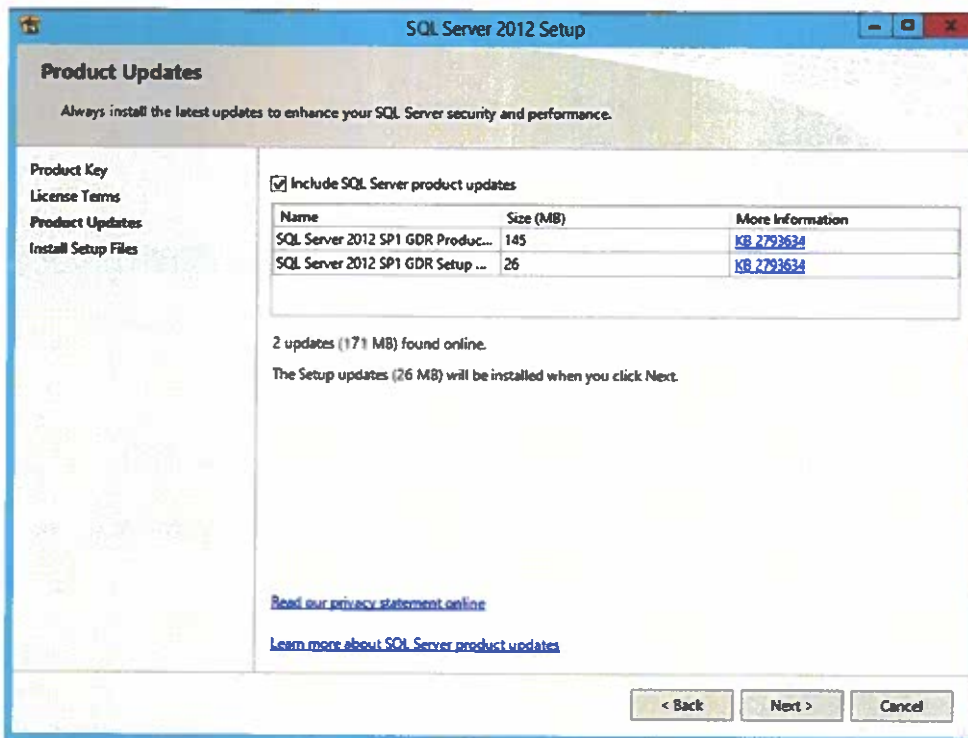 SQL Server 2012 Setup
Product Updates
Always install the latest updates to enhance your SQL Server security and performance.
Product Key
License Terms
Product Updates
Install Setup Files
Include SQL Server product updates
Name Size (MB) More Information
SQL Server 2012 SP1 GDR Produc... 145 KB 2793634
SQL Server 2012 SP1 GDR Setup ... 26 KB 2793634
2 updates (171 MB) found online.
The Setup updates (26 MB) will be installed when you click Next.
Read our privacy statement online
Learn more about SQL Server product updates
< Back Next > Cancel